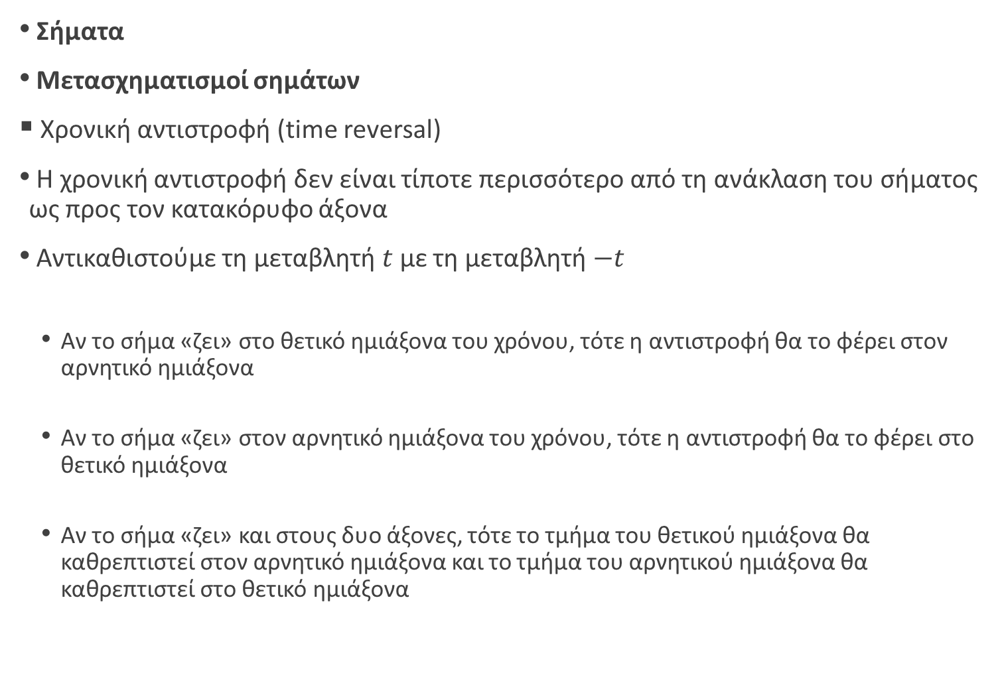 • Σήματα
• Μετασχηματισμοί σημάτων
▪ Χρονική αντιστροφή (time reversal)
• Η χρονική αντιστροφή δεν είναι τίποτε περισσότερο από τη ανάκλαση του σήματος
ως προς τον κατακόρυφο άξονα
• Αντικαθιστούμε τη μεταβλητή t με τη μεταβλητή −t
• Αν το σήμα «ζει» στο θετικό ημιάξονα του χρόνου, τότε η αντιστροφή θα το φέρει στον
αρνητικό ημιάξονα
• Αν το σήμα «ζει» στον αρνητικό ημιάξονα του χρόνου, τότε η αντιστροφή θα το φέρει στο
θετικό ημιάξονα
• Αν το σήμα «ζει» και στους δυο άξονες, τότε το τμήμα του θετικού ημιάξονα θα
καθρεπτιστεί στον αρνητικό ημιάξονα και το τμήμα του αρνητικού ημιάξονα θα
καθρεπτιστεί στο θετικό ημιάξονα